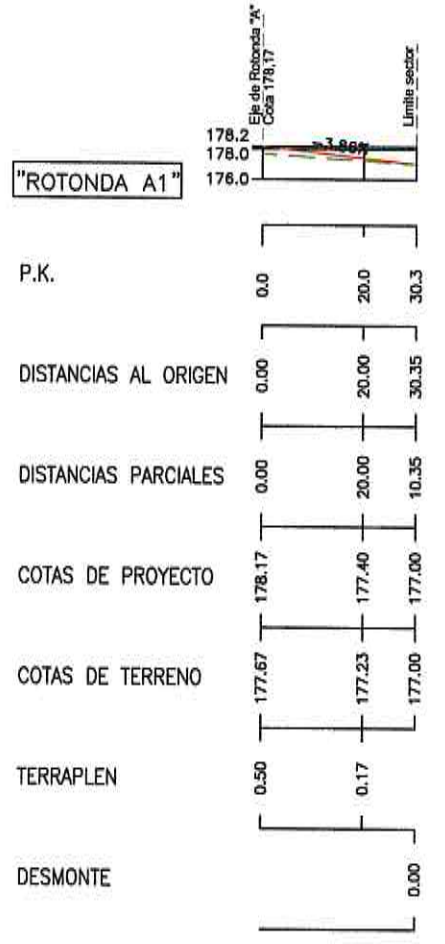 Eje de Rotonda "A"
Cota 178,17
Límite sector
178.2
178.0
176.0
-3.86%
"ROTONDA A1"
P.K. 0.0 20.0 30.3
DISTANCIAS AL ORIGEN 0.00 20.00 30.35
DISTANCIAS PARCIALES 0.00 20.00 10.35
COTAS DE PROYECTO 178.17 177.40 177.00
COTAS DE TERRENO 177.67 177.23 177.00
TERRAPLEN 0.50 0.17
DESMONTE 0.00